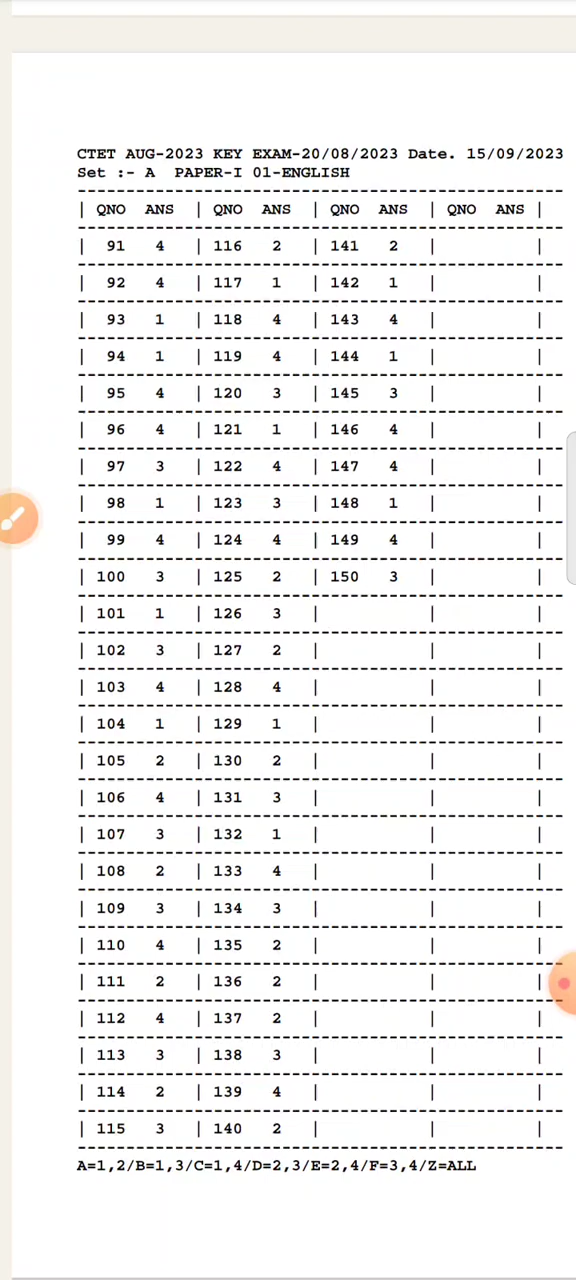 CTET AUG-2023 KEY EXAM-20/08/2023 Date. 15/09/2023
Set :- A PAPER-I 01-ENGLISH
| QNO ANS | QNO ANS | QNO ANS | QNO ANS |
| 91 4 | 116 2 | 141 2 | |
| 92 4 | 117 1 | 142 1 | |
| 93 1 | 118 4 | 143 4 | |
| 94 1 | 119 4 | 144 1 | |
| 95 4 | 120 3 | 145 3 | |
| 96 4 | 121 1 | 146 4 | |
| 97 3 | 122 4 | 147 4 | |
| 98 1 | 123 3 | 148 1 | |
| 99 4 | 124 4 | 149 4 | |
| 100 3 | 125 2 | 150 3 | |
| 101 1 | 126 3 | | |
| 102 3 | 127 2 | | |
| 103 4 | 128 4 | | |
| 104 1 | 129 1 | | |
| 105 2 | 130 2 | | |
| 106 4 | 131 3 | | |
| 107 3 | 132 1 | | |
| 108 2 | 133 4 | | |
| 109 3 | 134 3 | | |
| 110 4 | 135 2 | | |
| 111 2 | 136 2 | | |
| 112 4 | 137 2 | | |
| 113 3 | 138 3 | | |
| 114 2 | 139 4 | | |
| 115 3 | 140 2 | | |
A=1,2/B=1,3/C=1,4/D=2,3/E=2,4/F=3,4/Z=ALL